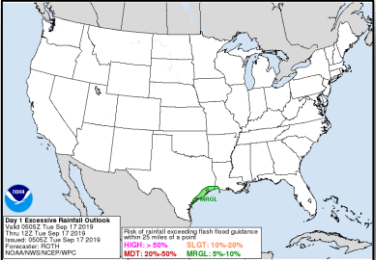 MRGL
NOAA
Day 1 Excessive Rainfall Outlook
Valid 0505Z Tue Sep 17 2019
Thru 12Z Tue Sep 17 2019
Issued: 0505Z Tue Sep 17 2019
Forecaster: ROTH
NOAA/NWS/NCEP/WPC
Risk of rainfall exceeding flash flood guidance
within 25 miles of a point
HIGH: > 50% SLGT: 10%-20%
MDT: 20%-50% MRGL: 5%-10%